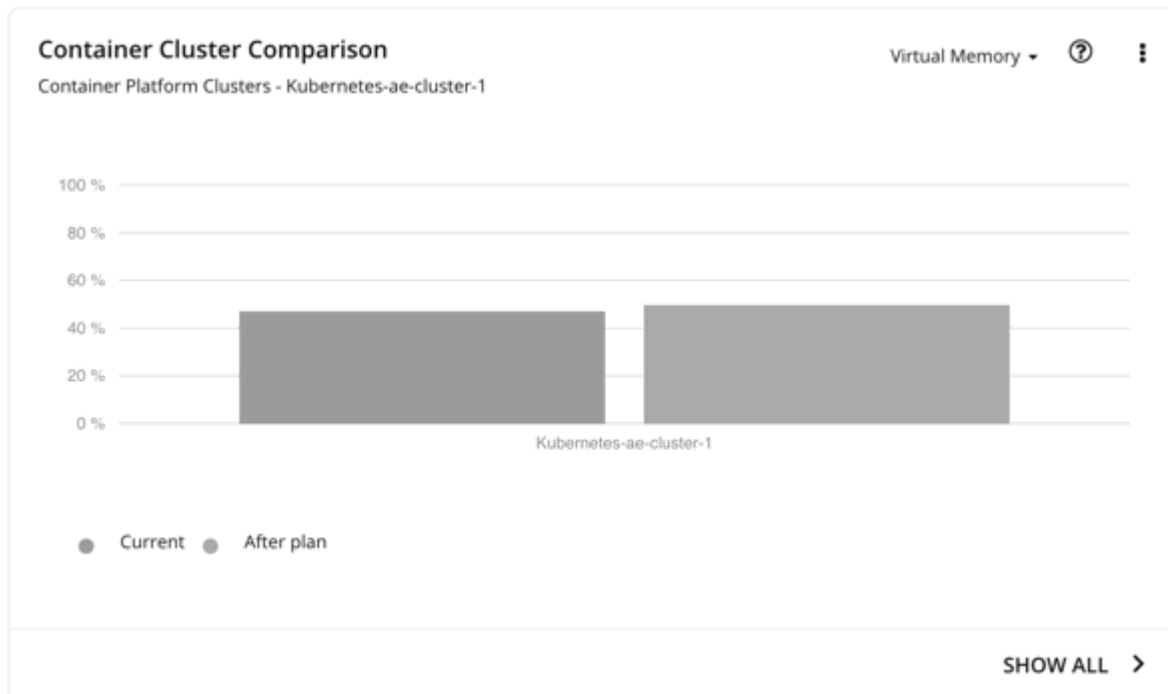 Container Cluster Comparison
Virtual Memory
Container Platform Clusters - Kubernetes-ae-cluster-1
100 %
80 %
60 %
40 %
20 %
0 %
Kubernetes-ae-cluster-1
Current
After plan
SHOW ALL